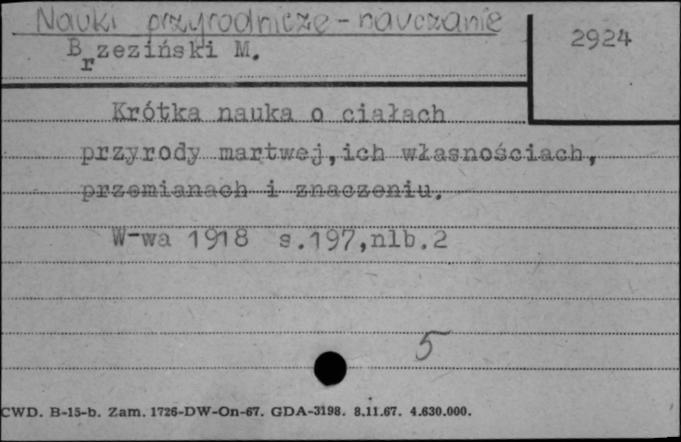 Nauki przyrodnicze - nauczanie
2924
Brzeziński M.
Krótka nauka o ciałach
przyrody martwej,ich własnościach,
przemianach i znaczeniu.
W-wa 1918 s.197,nlb.2
5
CWD. B-15-b. Zam. 1726-DW-On-67. GDA-3198. 8.11.67. 4.630.000.